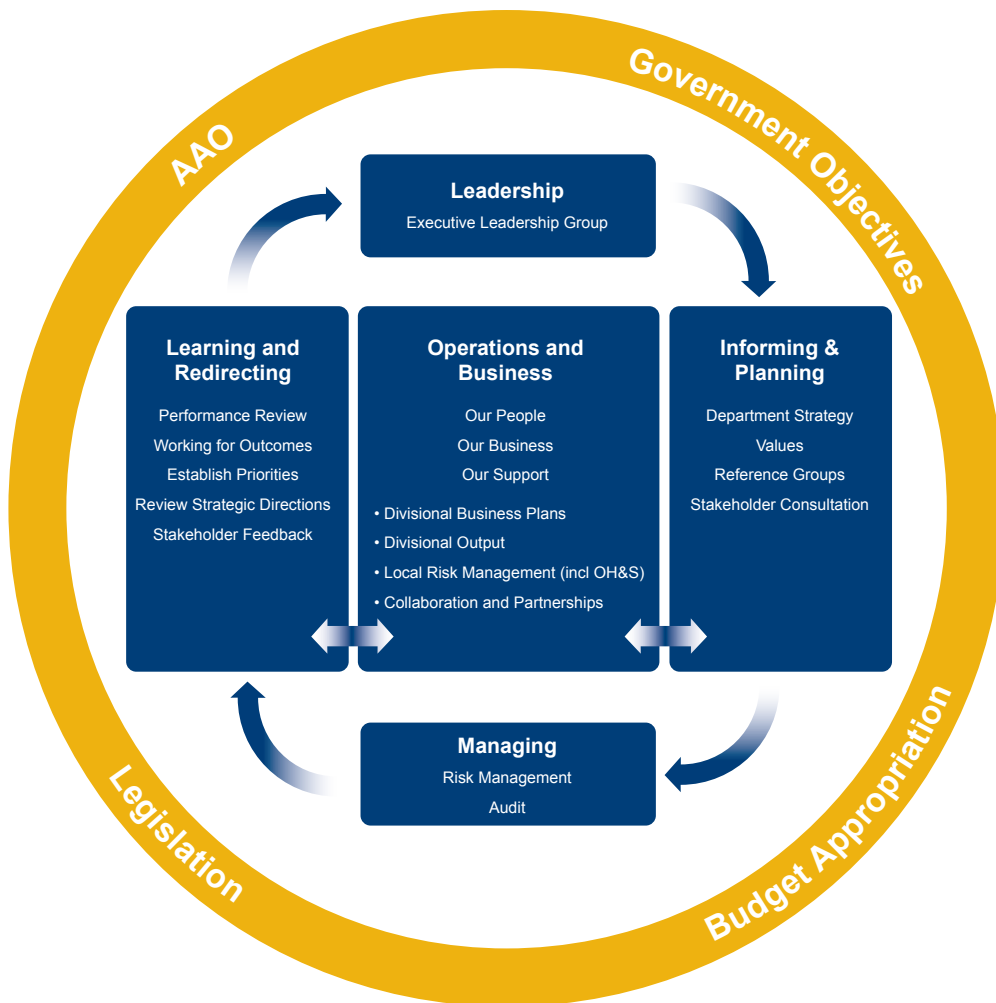 AAO
Government Objectives
Leadership
Executive Leadership Group
Learning and
Redirecting
Performance Review
Working for Outcomes
Establish Priorities
Review Strategic Directions
Stakeholder Feedback
Operations and
Business
Our People
Our Business
Our Support
• Divisional Business Plans
• Divisional Output
• Local Risk Management (incl OH&S)
• Collaboration and Partnerships
Informing &
Planning
Department Strategy
Values
Reference Groups
Stakeholder Consultation
Managing
Risk Management
Audit
Legislation
Budget Appropriation